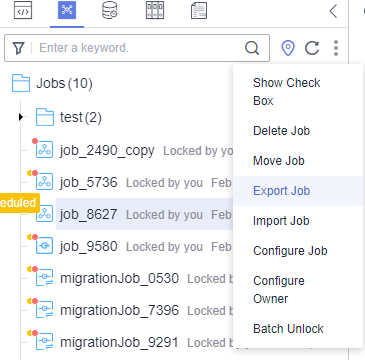 Enter a keyword.
Jobs (10)
test (2)
job_2490_copy Locked by you Feb
job_5736 Locked by you Feb
eduled
job_8627 Locked by you Feb
job_9580 Locked by you Feb
migrationJob_0530 Locked b
migrationJob_7396 Locked b
migrationJob_9291 Locked b
Show Check
Box
Delete Job
Move Job
Export Job
Import Job
Configure Job
Configure
Owner
Batch Unlock